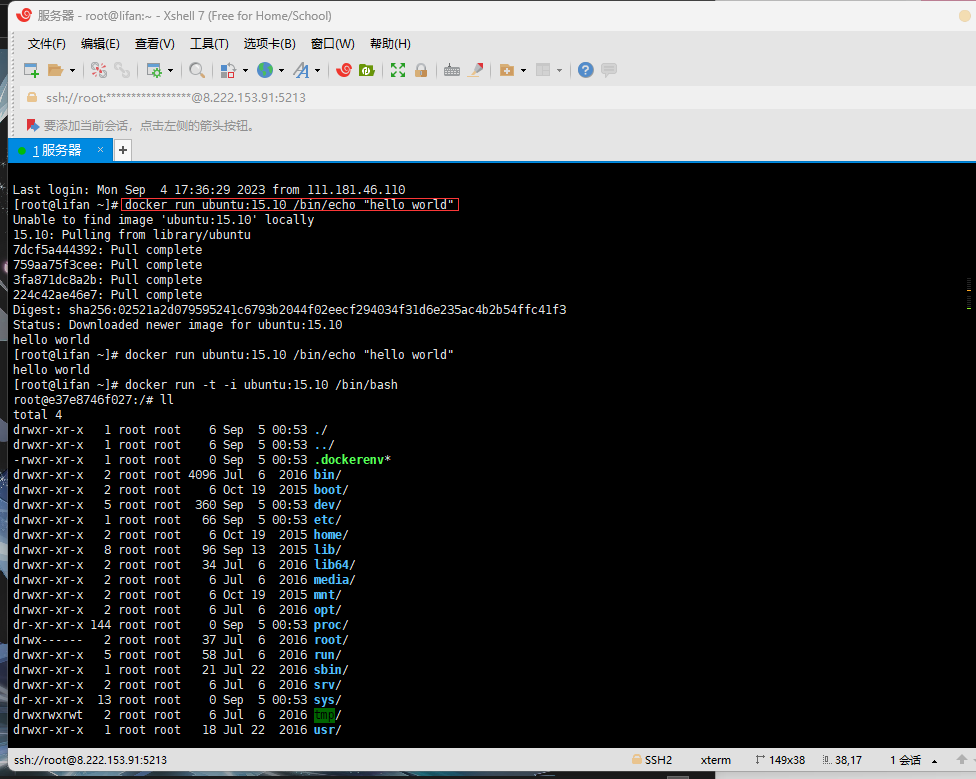 服务器 - root@lifan:~ - Xshell 7 (Free for Home/School)
文件(F) 编辑(E) 查看(V) 工具(T) 选项卡(B) 窗口(W) 帮助(H)
ssh://root:*****************@8.222.153.91:5213
要添加当前会话，点击左侧的箭头按钮。
1 服务器 × +
Last login: Mon Sep  4 17:36:29 2023 from 111.181.46.110
[root@lifan ~]# docker run ubuntu:15.10 /bin/echo "hello world"
Unable to find image 'ubuntu:15.10' locally
15.10: Pulling from library/ubuntu
7dcf5a444392: Pull complete
759aa75f3cee: Pull complete
3fa871dc8a2b: Pull complete
224c42ae46e7: Pull complete
Digest: sha256:02521a2d079595241c6793b2044f02eecf294034f31d6e235ac4b2b54ffc41f3
Status: Downloaded newer image for ubuntu:15.10
hello world
[root@lifan ~]# docker run ubuntu:15.10 /bin/echo "hello world"
hello world
[root@lifan ~]# docker run -t -i ubuntu:15.10 /bin/bash
root@e37e8746f027:/# ll
total 4
drwxr-xr-x   1 root root    6 Sep  5 00:53 ./
drwxr-xr-x   1 root root    6 Sep  5 00:53 ../
-rwxr-xr-x   1 root root    0 Sep  5 00:53 .dockerenv*
drwxr-xr-x   2 root root 4096 Jul  6  2016 bin/
drwxr-xr-x   2 root root    6 Oct 19  2015 boot/
drwxr-xr-x   5 root root  360 Sep  5 00:53 dev/
drwxr-xr-x   1 root root   66 Sep  5 00:53 etc/
drwxr-xr-x   2 root root    6 Oct 19  2015 home/
drwxr-xr-x   8 root root   96 Sep 13  2015 lib/
drwxr-xr-x   2 root root   34 Jul  6  2016 lib64/
drwxr-xr-x   2 root root    6 Jul  6  2016 media/
drwxr-xr-x   2 root root    6 Oct 19  2015 mnt/
drwxr-xr-x   2 root root    6 Jul  6  2016 opt/
dr-xr-xr-x 144 root root    0 Sep  5 00:53 proc/
drwx------   2 root root   37 Jul  6  2016 root/
drwxr-xr-x   5 root root   58 Jul  6  2016 run/
drwxr-xr-x   1 root root   21 Jul 22  2016 sbin/
drwxr-xr-x   2 root root    6 Jul  6  2016 srv/
dr-xr-xr-x  13 root root    0 Sep  5 00:53 sys/
drwxrwxrwt   2 root root    6 Jul  6  2016 tmp/
drwxr-xr-x   1 root root   18 Jul 22  2016 usr/
ssh://root@8.222.153.91:5213 SSH2 xterm 149x38 38,17 1 会话